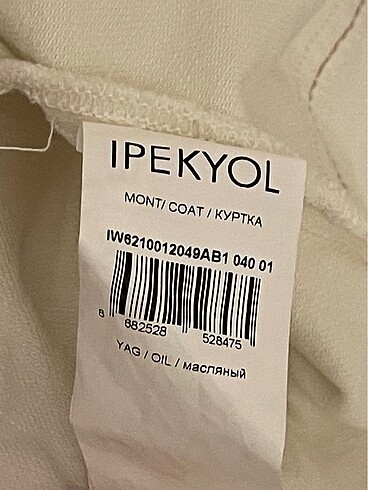 IPEKYOL
MONT/ COAT / КУРТКА
IW6210012049AB1 040 01
8 682528 528475
YAG / OIL / масляный